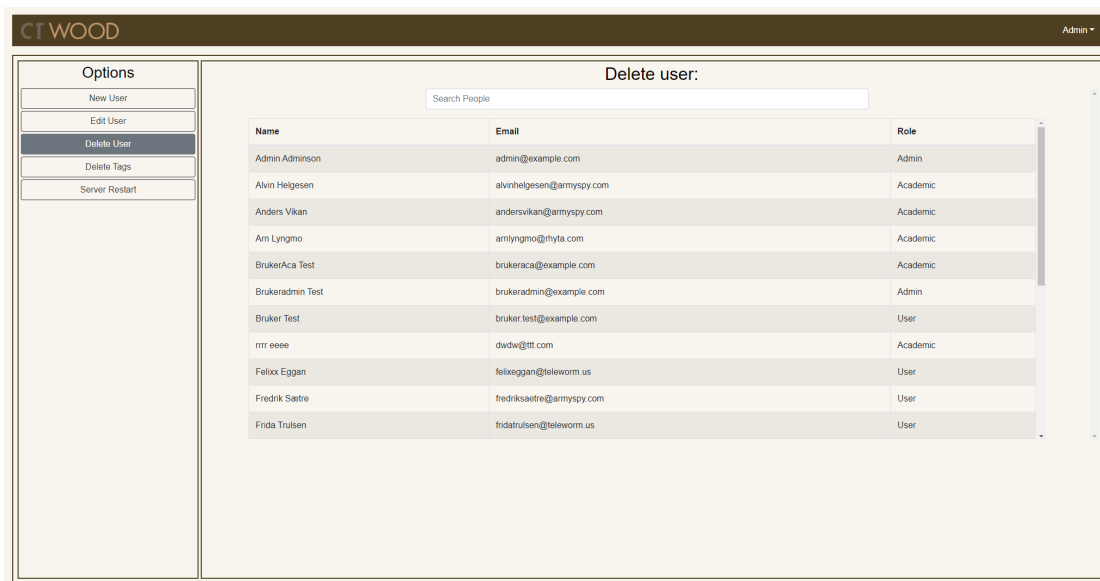 CT WOOD
Admin
Options
New User
Edit User
Delete User
Delete Tags
Server Restart
Delete user:
Search People
Name Email Role
Admin Adminson admin@example.com Admin
Alvin Helgesen alvinhelgesen@armyspy.com Academic
Anders Vikan andersvikan@armyspy.com Academic
Arn Lyngmo arnlyngmo@rhyta.com Academic
BrukerAca Test brukeraca@example.com Academic
Brukeradmin Test brukeradmin@example.com Admin
Bruker Test bruker.test@example.com User
rrrr eeee dwdw@ttt.com Academic
Felixx Eggan felixeggan@teleworm.us User
Fredrik Sætre fredriksaetre@armyspy.com User
Frida Trulsen fridatrulsen@teleworm.us User